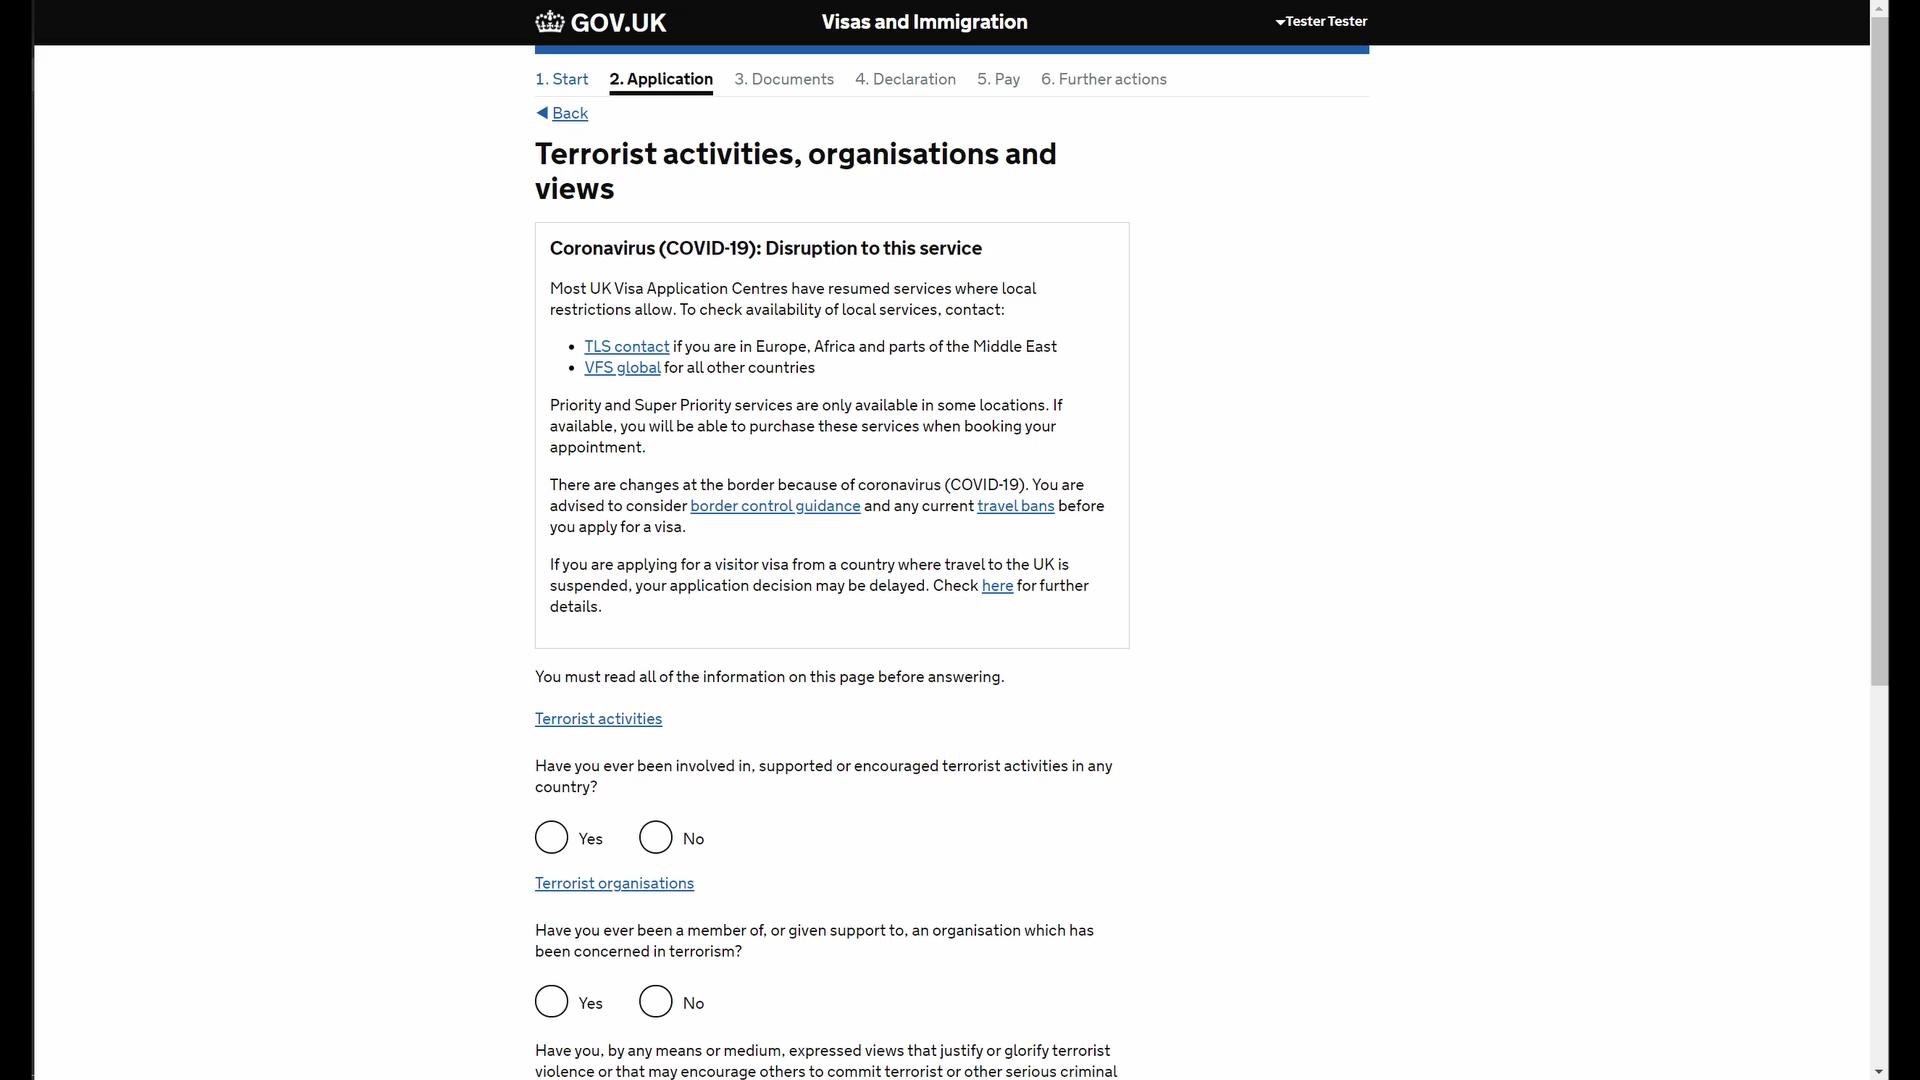 GOV.UK
Visas and Immigration
Tester Tester
1. Start
2. Application
3. Documents
4. Declaration
5. Pay
6. Further actions
Back
Terrorist activities, organisations and
views
Coronavirus (COVID-19): Disruption to this service
Most UK Visa Application Centres have resumed services where local
restrictions allow. To check availability of local services, contact:
• TLS contact if you are in Europe, Africa and parts of the Middle East
• VFS global for all other countries
Priority and Super Priority services are only available in some locations. If
available, you will be able to purchase these services when booking your
appointment.
There are changes at the border because of coronavirus (COVID-19). You are
advised to consider border control guidance and any current travel bans before
you apply for a visa.
If you are applying for a visitor visa from a country where travel to the UK is
suspended, your application decision may be delayed. Check here for further
details.
You must read all of the information on this page before answering.
Terrorist activities
Have you ever been involved in, supported or encouraged terrorist activities in any
country?
Yes
No
Terrorist organisations
Have you ever been a member of, or given support to, an organisation which has
been concerned in terrorism?
Yes
No
Have you, by any means or medium, expressed views that justify or glorify terrorist
violence or that may encourage others to commit terrorist or other serious criminal